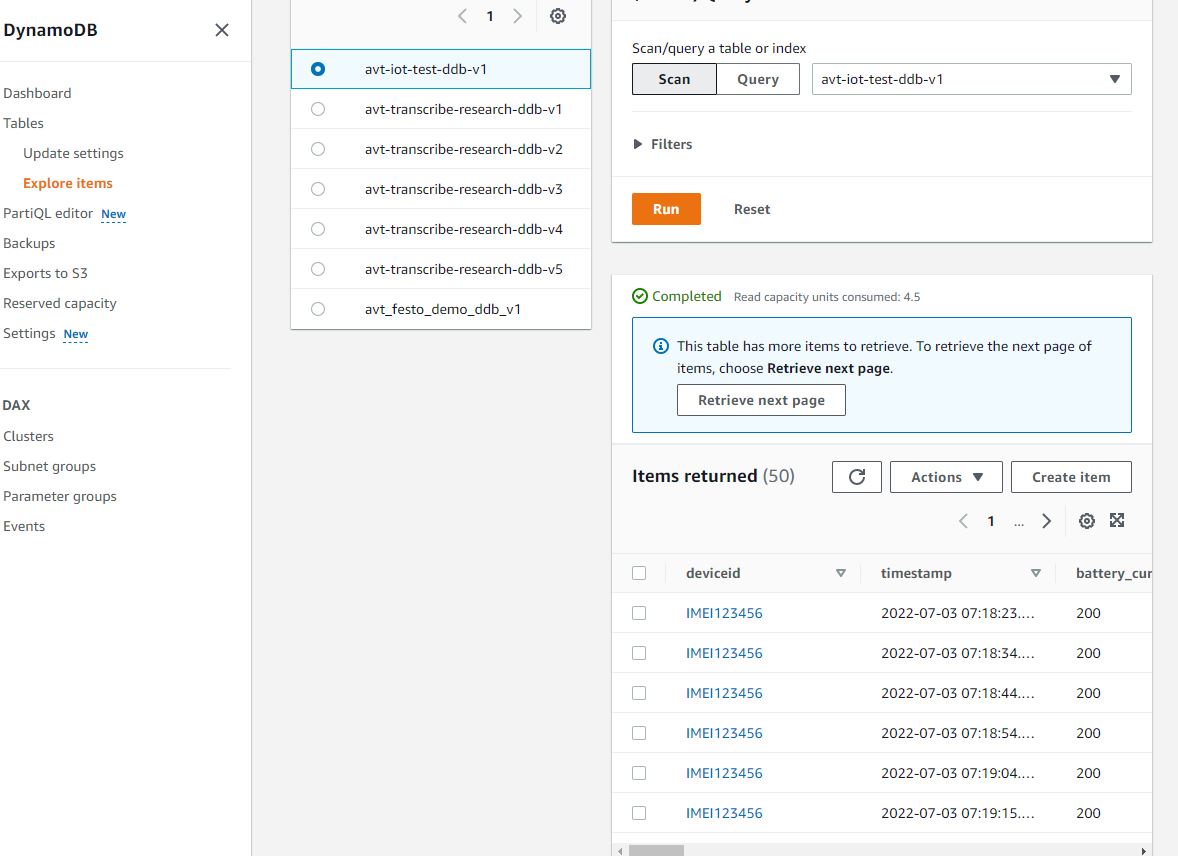 DynamoDB
Dashboard
Tables
Update settings
Explore items
PartiQL editor New
Backups
Exports to S3
Reserved capacity
Settings New
DAX
Clusters
Subnet groups
Parameter groups
Events
1
avt-iot-test-ddb-v1
avt-transcribe-research-ddb-v1
avt-transcribe-research-ddb-v2
avt-transcribe-research-ddb-v3
avt-transcribe-research-ddb-v4
avt-transcribe-research-ddb-v5
avt_festo_demo_ddb_v1
Scan/query a table or index
Scan Query avt-iot-test-ddb-v1
Filters
Run Reset
Completed Read capacity units consumed: 4.5
This table has more items to retrieve. To retrieve the next page of
items, choose Retrieve next page.
Retrieve next page
Items returned (50) Actions Create item
1 ...
deviceid timestamp battery_cur
IMEI123456 2022-07-03 07:18:23.... 200
IMEI123456 2022-07-03 07:18:34.... 200
IMEI123456 2022-07-03 07:18:44.... 200
IMEI123456 2022-07-03 07:18:54.... 200
IMEI123456 2022-07-03 07:19:04.... 200
IMEI123456 2022-07-03 07:19:15.... 200